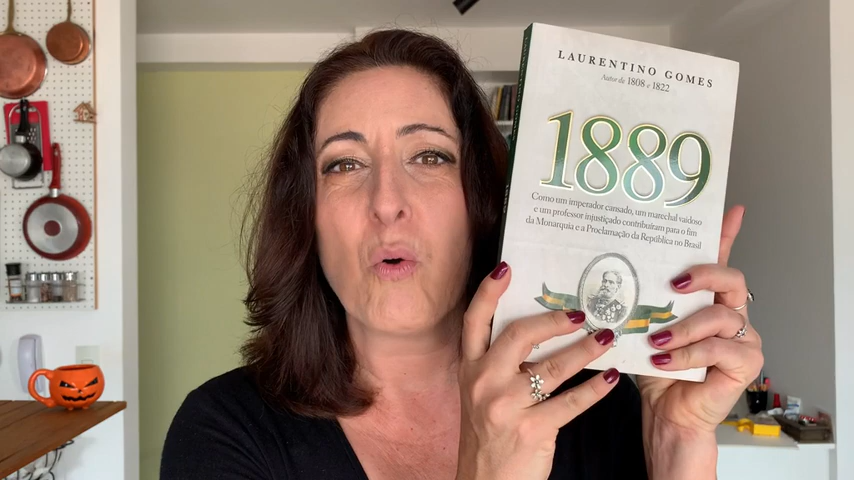 LAURENTINO GOMES
Autor de 1808 e 1822
1889
Como um imperador cansado, um marechal vaidoso
e um professor injustiçado contribuíram para o fim
da Monarquia e a Proclamação da República no Brasil